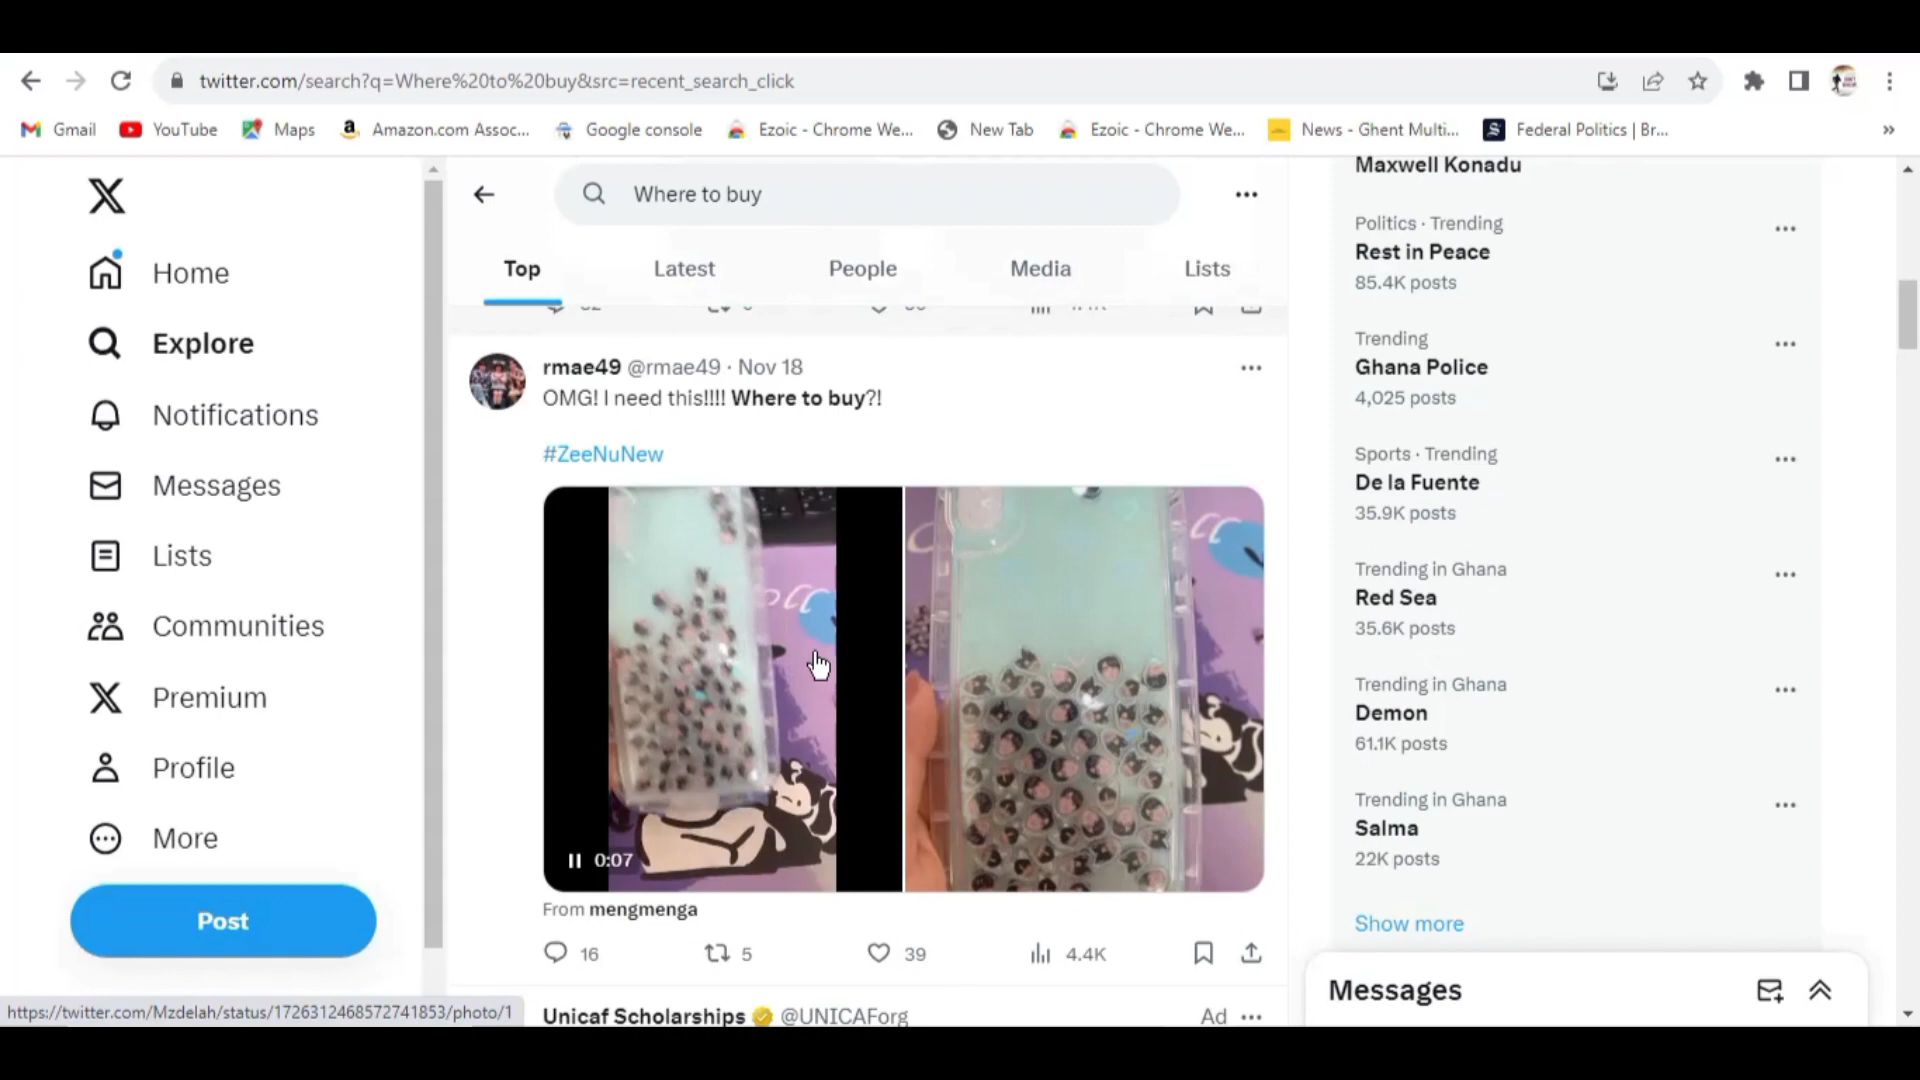 twitter.com/search?q=Where%20to%20buy&src=recent_search_click
Gmail
YouTube
Maps
Amazon.com Assoc...
Google console
Ezoic - Chrome We...
New Tab
Ezoic - Chrome We...
News - Ghent Multi...
Federal Politics | Br...
»
Home
Explore
Notifications
Messages
Lists
Communities
Premium
Profile
More
Post
https://twitter.com/Mzdelah/status/1726312468572741853/photo/1
Where to buy
Top
Latest
People
Media
Lists
rmae49 @rmae49 · Nov 18
OMG! I need this!!!! Where to buy?!
#ZeeNuNew
0:07
From mengmenga
16
5
39
4.4K
Unicaf Scholarships @UNICAForg
Ad
Maxwell Konadu
Politics · Trending
Rest in Peace
85.4K posts
Trending
Ghana Police
4,025 posts
Sports · Trending
De la Fuente
35.9K posts
Trending in Ghana
Red Sea
35.6K posts
Trending in Ghana
Demon
61.1K posts
Trending in Ghana
Salma
22K posts
Show more
Messages